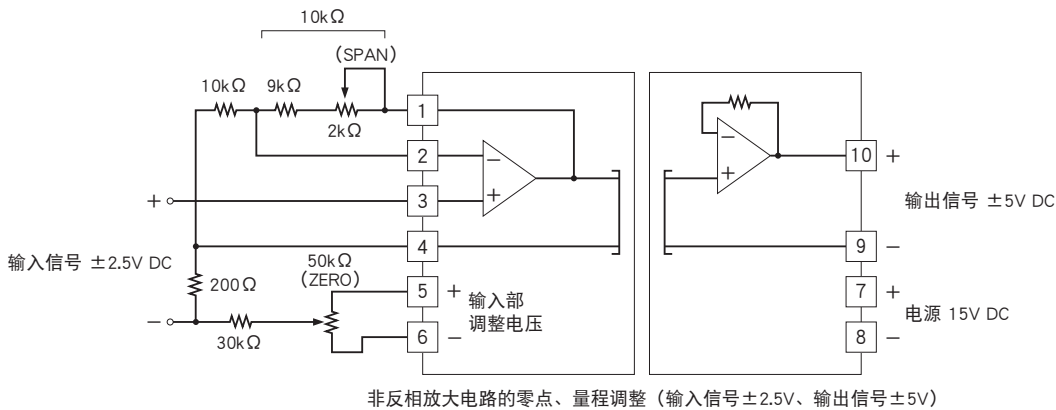 10kΩ
(SPAN)
10kΩ 9kΩ
2kΩ
1
2
3
4
5
6
−
+
+
输入信号 ±2.5V DC
−
200Ω
30kΩ
50kΩ
(ZERO)
+
−
输入部
调整电压
−
+
10 +
输出信号 ±5V DC
9 −
7 +
电源 15V DC
8 −
非反相放大电路的零点、量程调整（输入信号±2.5V、输出信号±5V）